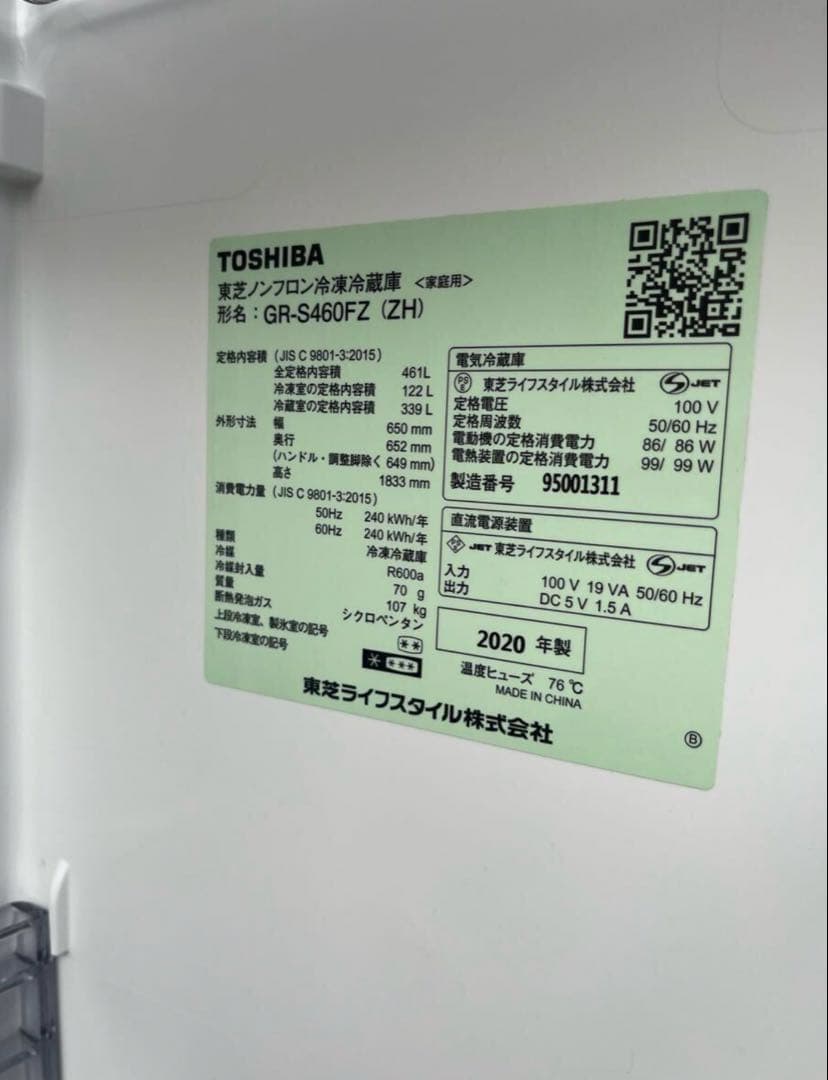 TOSHIBA
東芝ノンフロン冷凍冷蔵庫 <家庭用>
形名：GR-S460FZ (ZH)
定格内容積 (JIS C 9801-3:2015)
全定格内容積 461L
冷凍室の定格内容積 122 L
冷蔵室の定格内容積 339 L
外形寸法 幅 650 mm
奥行 652 mm
(ハンドル・調整脚除く 649 mm)
高さ 1833 mm
消費電力量 (JIS C 9801-3:2015)
50Hz 240 kWh/年
60Hz 240 kWh/年
種類 冷凍冷蔵庫
冷媒 R600a
冷媒封入量 70 g
質量 107 kg
断熱発泡ガス シクロペンタン
上段冷凍室、製氷室の記号 **
下段冷凍室の記号 * ***
電気冷蔵庫
PS E 東芝ライフスタイル株式会社 S JET
定格電圧 100 V
定格周波数 50/60 Hz
電動機の定格消費電力 86/ 86 W
電熱装置の定格消費電力 99/ 99 W
製造番号 95001311
直流電源装置
PS E JET 東芝ライフスタイル株式会社 S JET
入力 100 V 19 VA 50/60 Hz
出力 DC 5 V 1.5 A
2020 年製
温度ヒューズ 76 ℃
MADE IN CHINA
東芝ライフスタイル株式会社
Ⓑ